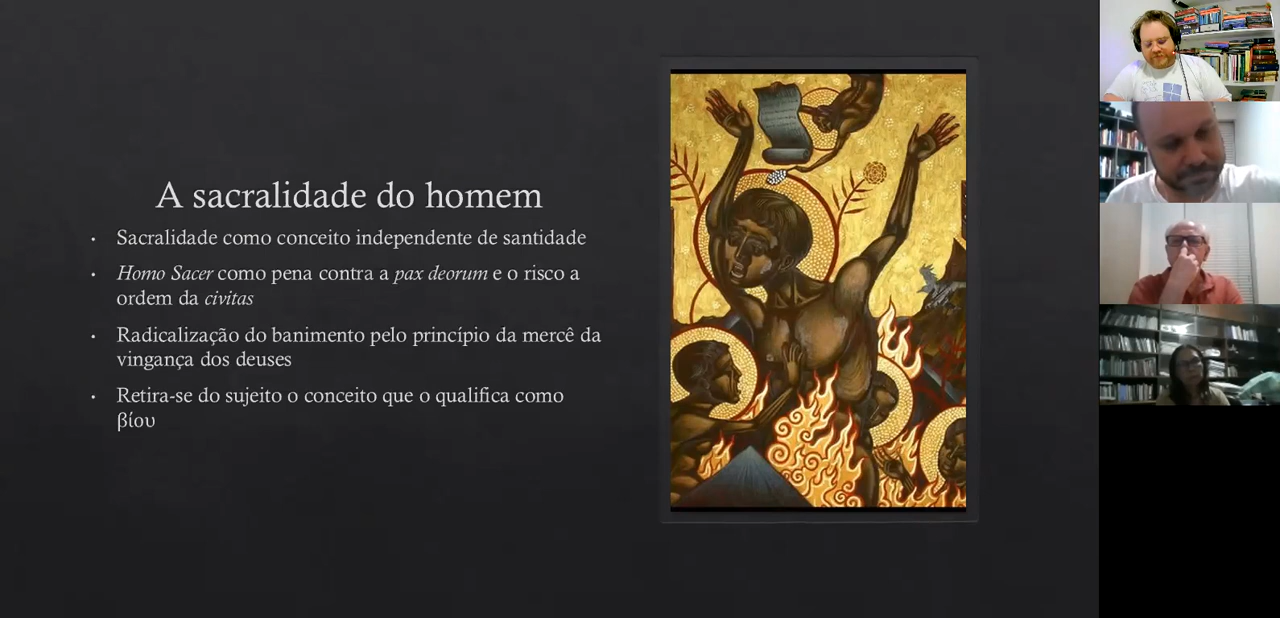 A sacralidade do homem
• Sacralidade como conceito independente de santidade
• Homo Sacer como pena contra a pax deorum e o risco a
ordem da civitas
• Radicalização do banimento pelo princípio da mercê da
vingança dos deuses
• Retira-se do sujeito o conceito que o qualifica como
βίου